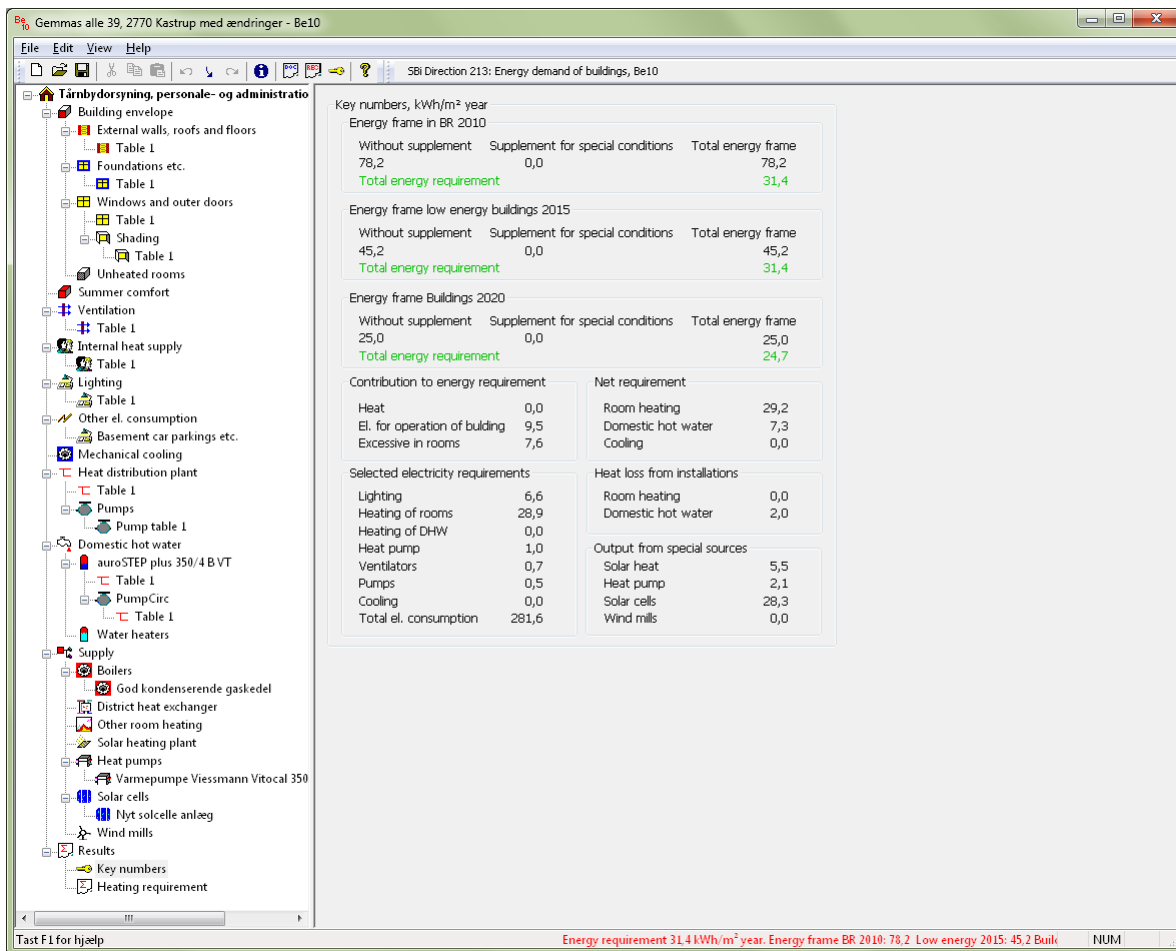 Gemmas alle 39, 2770 Kastrup med ændringer - Be10
File Edit View Help
SBi Direction 213: Energy demand of buildings, Be10
Tårnbydorsyning, personale- og administratio
Building envelope
External walls, roofs and floors
Table 1
Foundations etc.
Table 1
Windows and outer doors
Table 1
Shading
Table 1
Unheated rooms
Summer comfort
Ventilation
Table 1
Internal heat supply
Table 1
Lighting
Table 1
Other el. consumption
Basement car parkings etc.
Mechanical cooling
Heat distribution plant
Table 1
Pumps
Pump table 1
Domestic hot water
auroSTEP plus 350/4 B VT
Table 1
PumpCirc
Table 1
Water heaters
Supply
Boilers
God kondenserende gaskedel
District heat exchanger
Other room heating
Solar heating plant
Heat pumps
Varmepumpe Viessmann Vitocal 350
Solar cells
Nyt solcelle anlæg
Wind mills
Results
Key numbers
Heating requirement
Key numbers, kWh/m² year
Energy frame in BR 2010
Without supplement Supplement for special conditions Total energy frame
78,2 0,0 78,2
Total energy requirement 31,4
Energy frame low energy buildings 2015
Without supplement Supplement for special conditions Total energy frame
45,2 0,0 45,2
Total energy requirement 31,4
Energy frame Buildings 2020
Without supplement Supplement for special conditions Total energy frame
25,0 0,0 25,0
Total energy requirement 24,7
Contribution to energy requirement
Heat 0,0
El. for operation of bulding 9,5
Excessive in rooms 7,6
Net requirement
Room heating 29,2
Domestic hot water 7,3
Cooling 0,0
Selected electricity requirements
Lighting 6,6
Heating of rooms 28,9
Heating of DHW 0,0
Heat pump 1,0
Ventilators 0,7
Pumps 0,5
Cooling 0,0
Total el. consumption 281,6
Heat loss from installations
Room heating 0,0
Domestic hot water 2,0
Output from special sources
Solar heat 5,5
Heat pump 2,1
Solar cells 28,3
Wind mills 0,0
Tast F1 for hjælp
Energy requirement 31,4 kWh/m² year. Energy frame BR 2010: 78,2 Low energy 2015: 45,2 Build
NUM